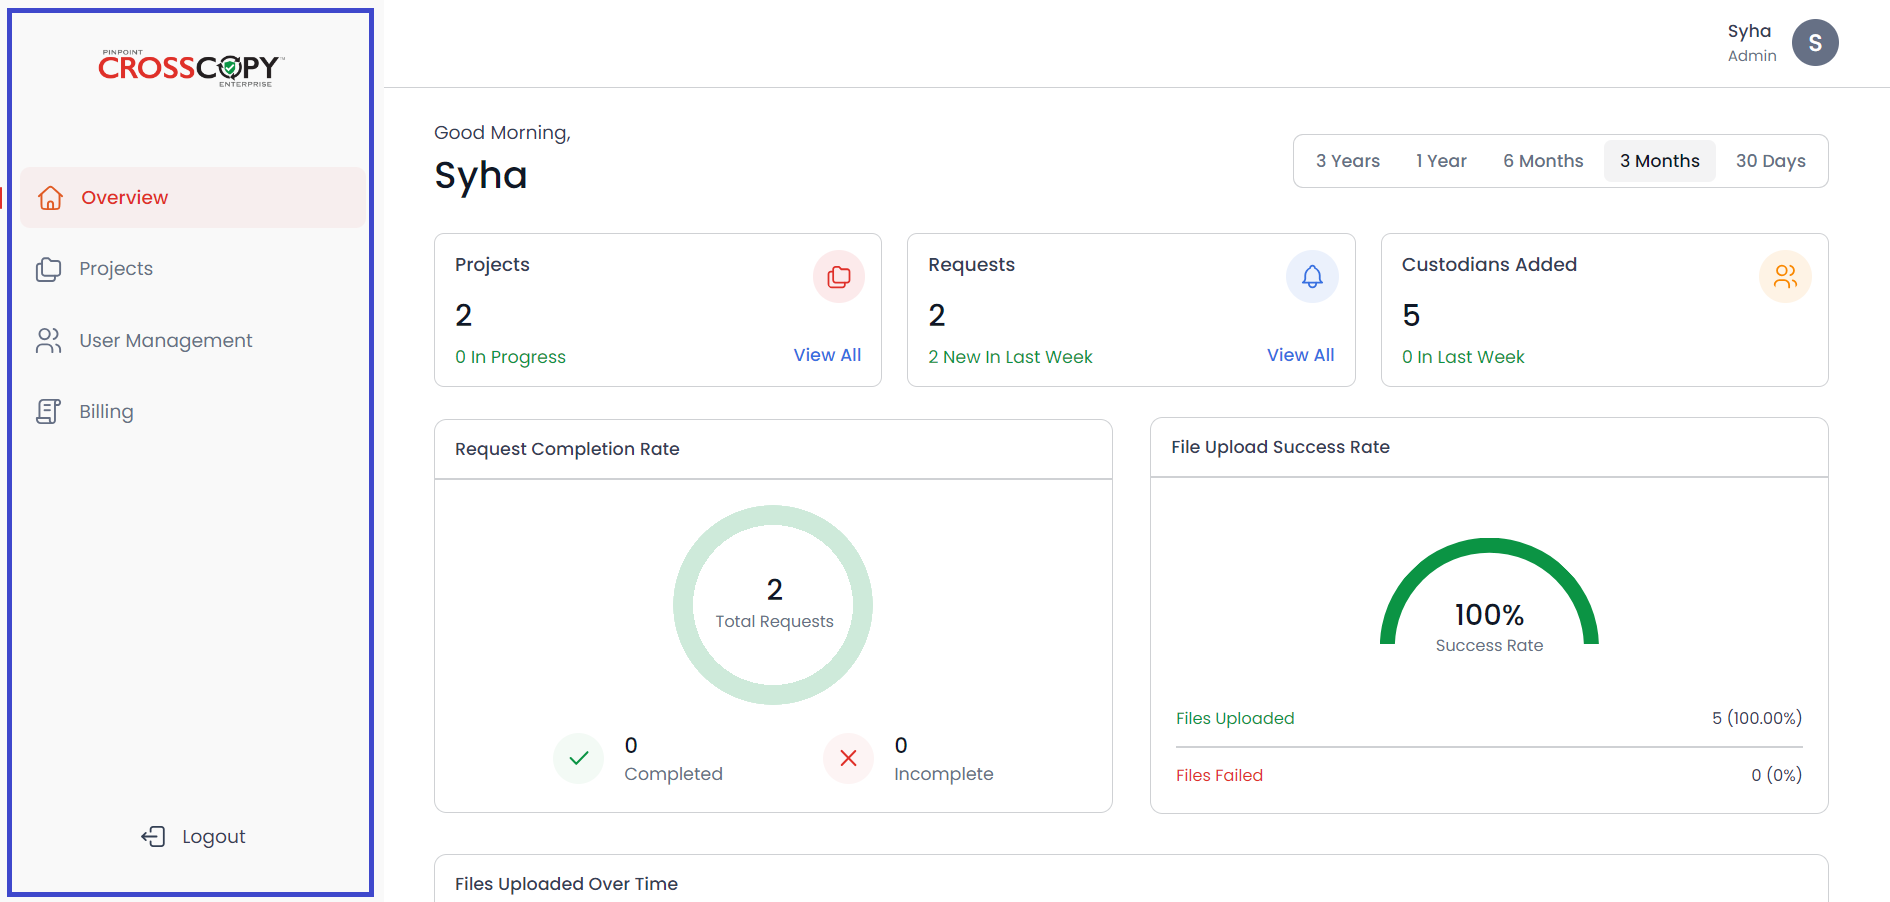 PINPOINT
CROSSCOPY™
ENTERPRISE
Overview
Projects
User Management
Billing
Logout
Syha
Admin
S
Good Morning,
Syha
3 Years 1 Year 6 Months 3 Months 30 Days
Projects
2
0 In Progress View All
Requests
2
2 New In Last Week View All
Custodians Added
5
0 In Last Week
Request Completion Rate
2
Total Requests
0
Completed
0
Incomplete
File Upload Success Rate
100%
Success Rate
Files Uploaded 5 (100.00%)
Files Failed 0 (0%)
Files Uploaded Over Time